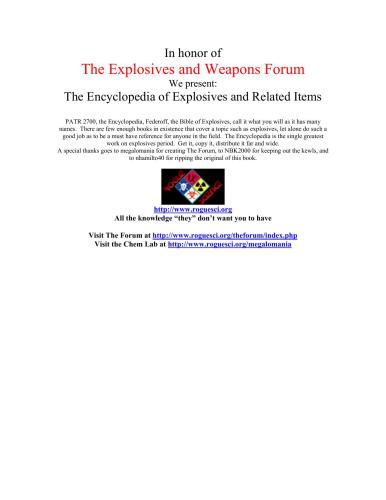 In honor of
The Explosives and Weapons Forum
We present:
The Encyclopedia of Explosives and Related Items
PATR 2700, the Encyclopedia, Federoff, the Bible of Explosives, call it what you will as it has many
names.  There are few enough books in existence that cover a topic such as explosives, let alone do such a
good job as to be a must have reference for anyone in the field.  The Encyclopedia is the single greatest
work on explosives period.  Get it, copy it, distribute it far and wide.
A special thanks goes to megalomania for creating The Forum, to NBK2000 for keeping out the kewls, and
to nhamilto40 for ripping the original of this book.
ROGUE SCIENCE
http://www.roguesci.org
All the knowledge “they” don’t want you to have
Visit The Forum at http://www.roguesci.org/theforum/index.php
Visit the Chem Lab at http://www.roguesci.org/megalomania